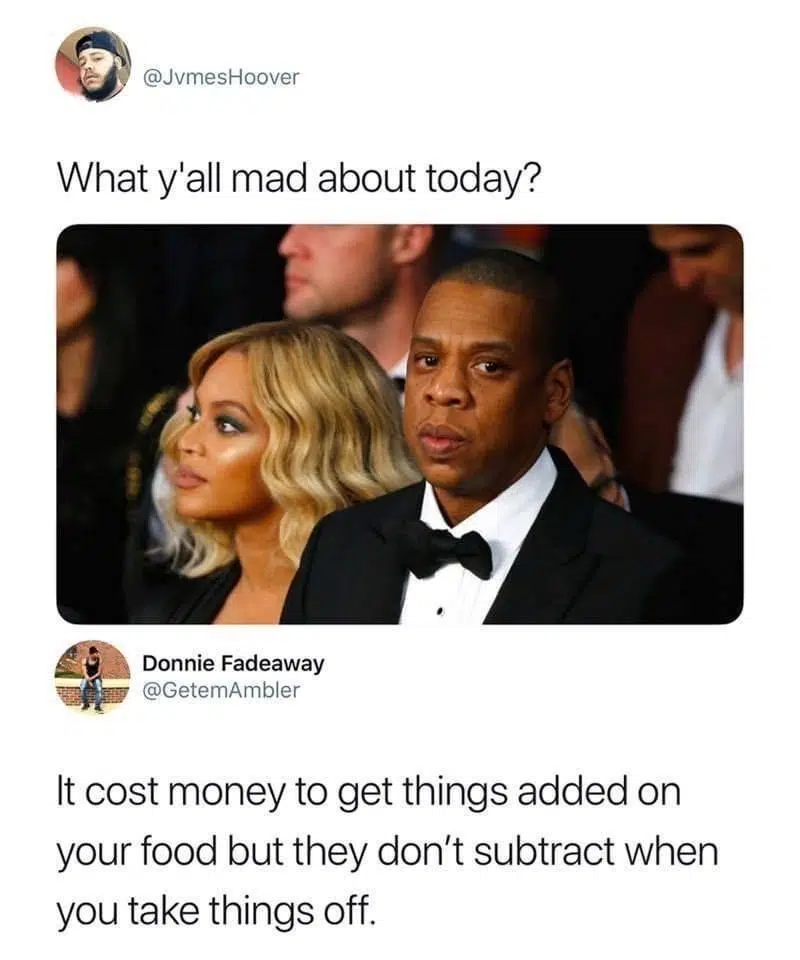 @JvmesHoover
What y'all mad about today?
Donnie Fadeaway
@GetemAmbler
It cost money to get things added on
your food but they don’t subtract when
you take things off.